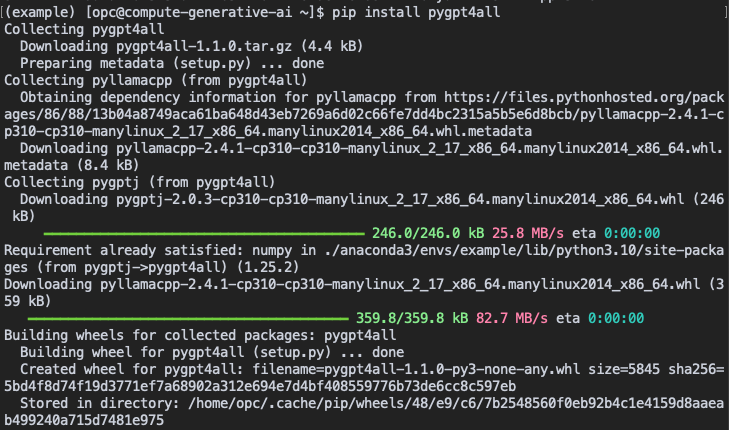 [(example) [opc@compute-generative-ai ~]$ pip install pygpt4all ]
Collecting pygpt4all
  Downloading pygpt4all-1.1.0.tar.gz (4.4 kB)
  Preparing metadata (setup.py) ... done
Collecting pyllamacpp (from pygpt4all)
  Obtaining dependency information for pyllamacpp from https://files.pythonhosted.org/pack
ages/86/88/13b04a8749aca61ba648d43eb7269a6d02c66fe7dd4bc2315a5b5e6d8bcb/pyllamacpp-2.4.1-c
p310-cp310-manylinux_2_17_x86_64.manylinux2014_x86_64.whl.metadata
  Downloading pyllamacpp-2.4.1-cp310-cp310-manylinux_2_17_x86_64.manylinux2014_x86_64.whl.
metadata (8.4 kB)
Collecting pygptj (from pygpt4all)
  Downloading pygptj-2.0.3-cp310-cp310-manylinux_2_17_x86_64.manylinux2014_x86_64.whl (246
 kB)
246.0/246.0 kB 25.8 MB/s eta 0:00:00
Requirement already satisfied: numpy in ./anaconda3/envs/example/lib/python3.10/site-packa
ges (from pygptj->pygpt4all) (1.25.2)
Downloading pyllamacpp-2.4.1-cp310-cp310-manylinux_2_17_x86_64.manylinux2014_x86_64.whl (3
59 kB)
359.8/359.8 kB 82.7 MB/s eta 0:00:00
Building wheels for collected packages: pygpt4all
  Building wheel for pygpt4all (setup.py) ... done
  Created wheel for pygpt4all: filename=pygpt4all-1.1.0-py3-none-any.whl size=5845 sha256=
5bd4f8d74f19d3771ef7a68902a312e694e7d4bf408559776b73de6cc8c597eb
  Stored in directory: /home/opc/.cache/pip/wheels/48/e9/c6/7b2548560f0eb92b4c1e4159d8aaea
b499240a715d7481e975